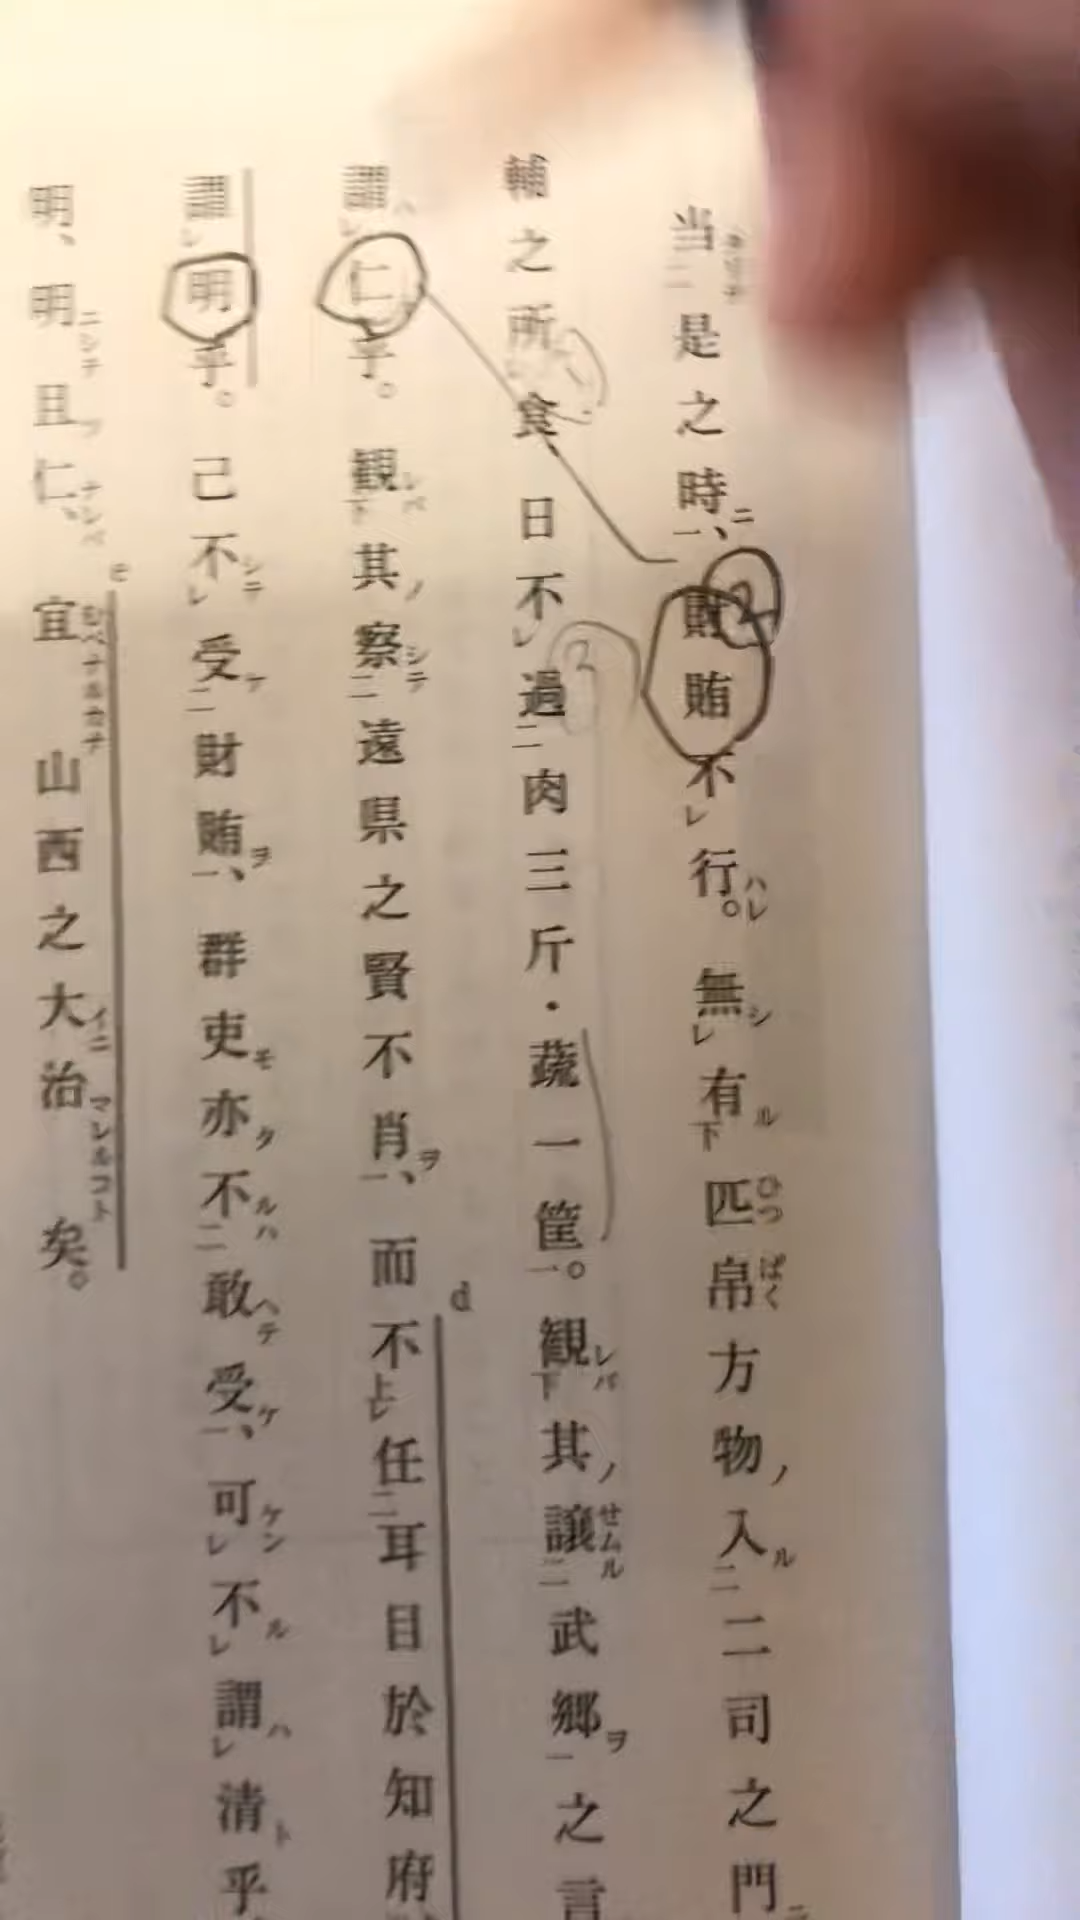 当是之時、財賄不行。無有匹帛方物入二司之門
輔之所食、日不過肉三斤・蔬一筐。観其譲武郷之言
謂仁乎。観其察遠県之賢不肖、而不任耳目於知府
謂明乎。己不受財賄、群吏亦不敢受、可不謂清乎
明、明且仁、宜山西之大治矣。
d
e